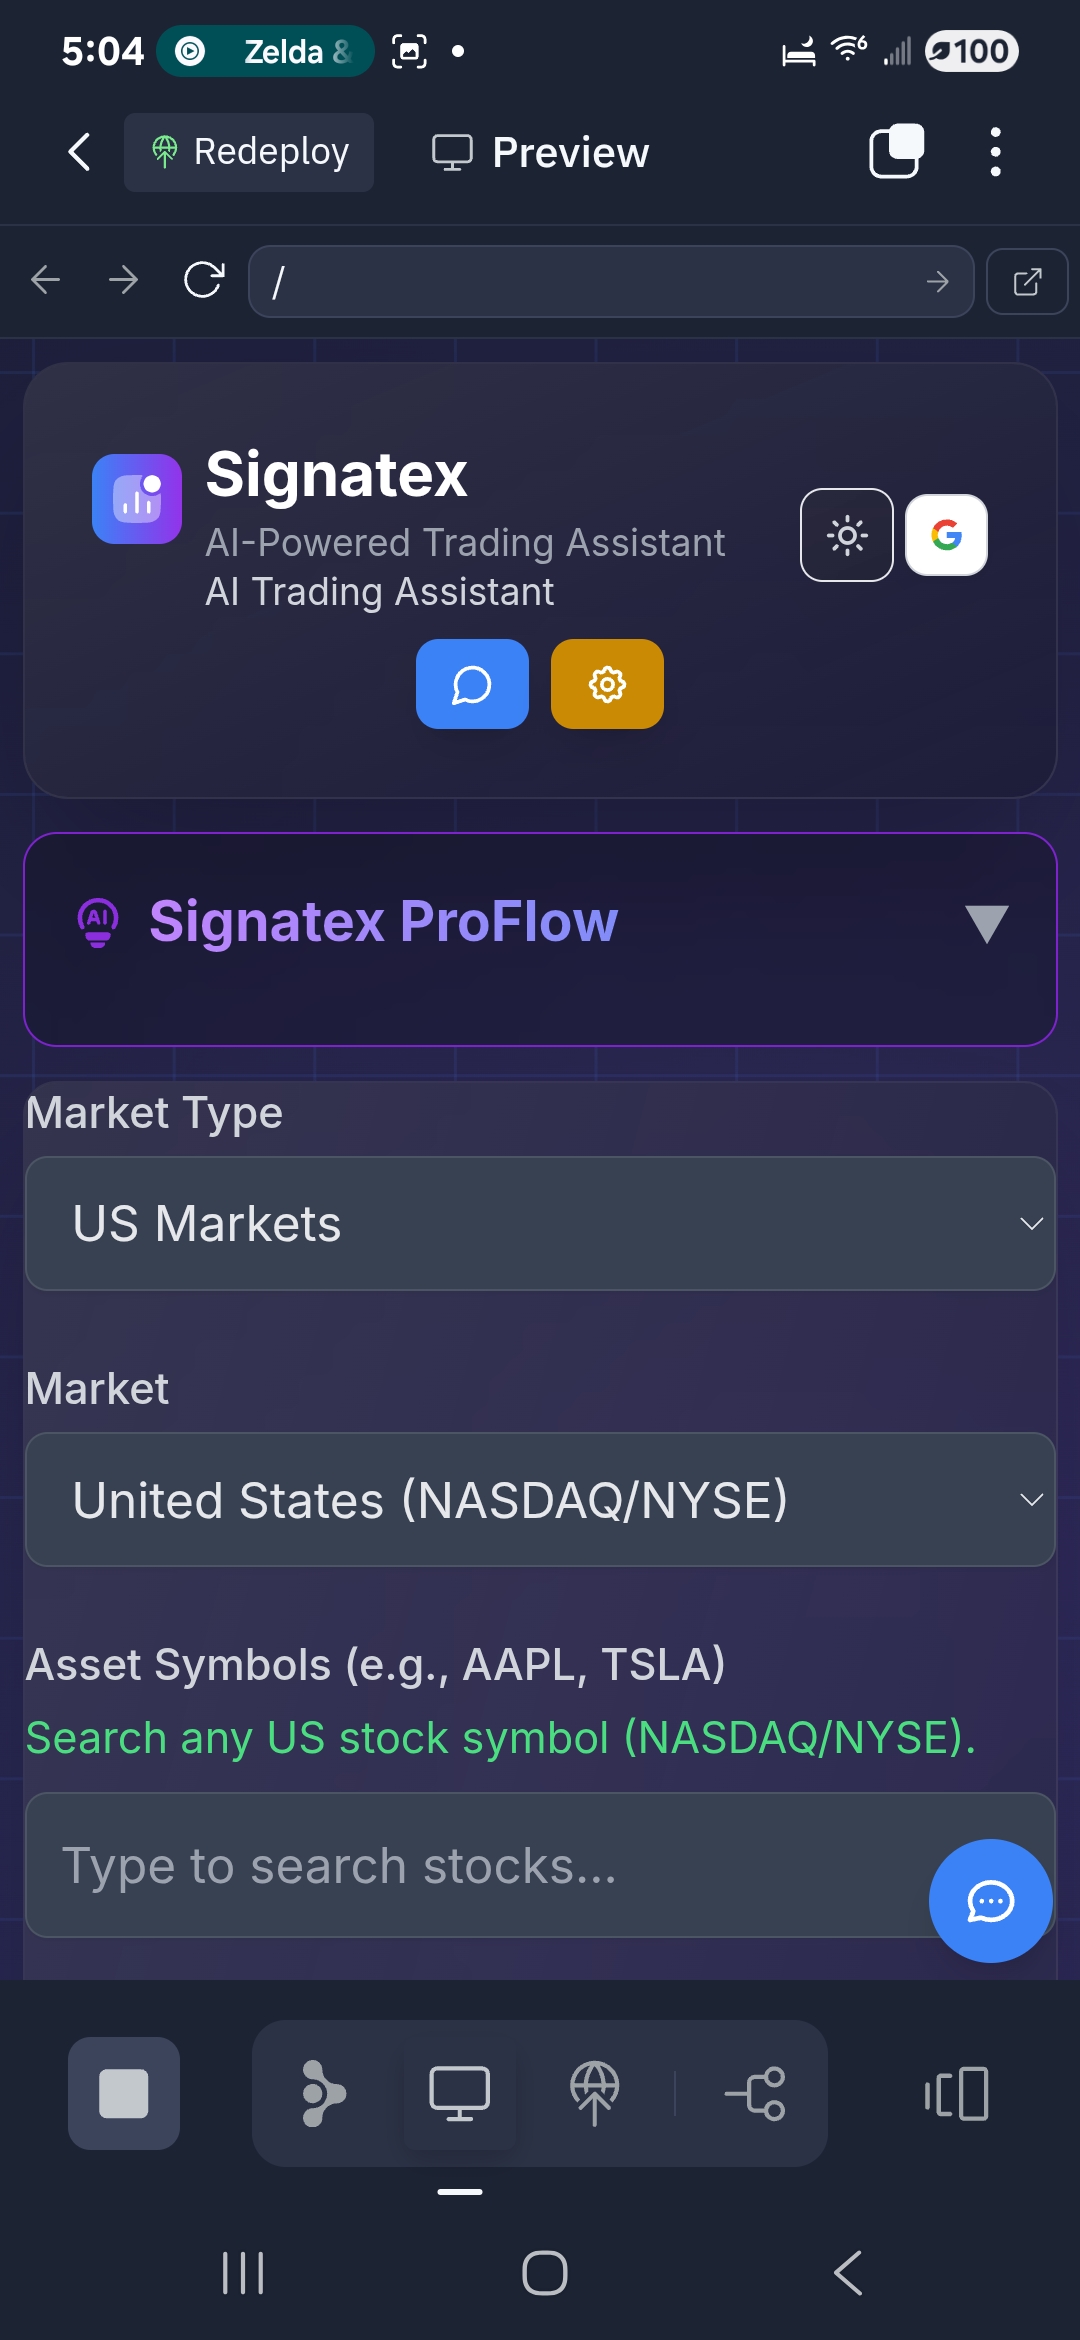 5:04
Zelda &
6
100
Redeploy
Preview
/
Signatex
AI-Powered Trading Assistant
AI Trading Assistant
G
AI
Signatex ProFlow
Market Type
US Markets
Market
United States (NASDAQ/NYSE)
Asset Symbols (e.g., AAPL, TSLA)
Search any US stock symbol (NASDAQ/NYSE).
Type to search stocks...